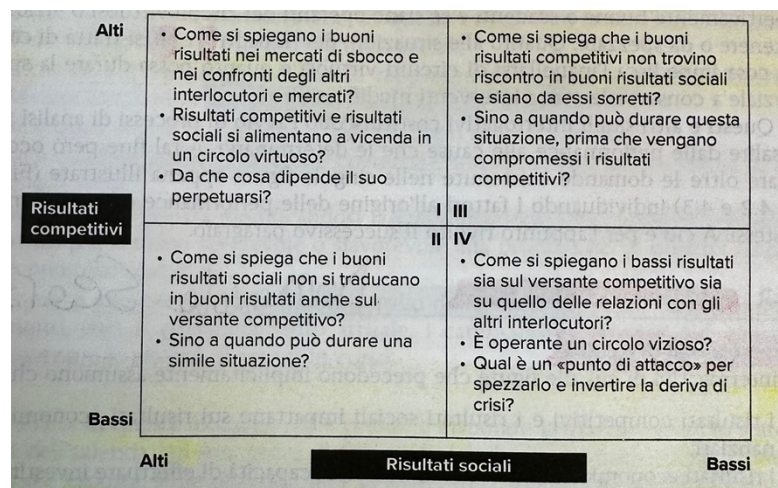 Alti
• Come si spiegano i buoni
risultati nei mercati di sbocco e
nei confronti degli altri
interlocutori e mercati?
• Risultati competitivi e risultati
sociali si alimentano a vicenda in
un circolo virtuoso?
• Da che cosa dipende il suo
perpetuarsi?
I
• Come si spiega che i buoni
risultati competitivi non trovino
riscontro in buoni risultati sociali
e siano da essi sorretti?
• Sino a quando può durare questa
situazione, prima che vengano
compromessi i risultati
competitivi?
III
Risultati
competitivi
II
• Come si spiega che i buoni
risultati sociali non si traducano
in buoni risultati anche sul
versante competitivo?
• Sino a quando può durare una
simile situazione?
IV
• Come si spiegano i bassi risultati
sia sul versante competitivo sia
su quello delle relazioni con gli
altri interlocutori?
• È operante un circolo vizioso?
• Qual è un «punto di attacco» per
spezzarlo e invertire la deriva di
crisi?
Bassi
Alti
Risultati sociali
Bassi